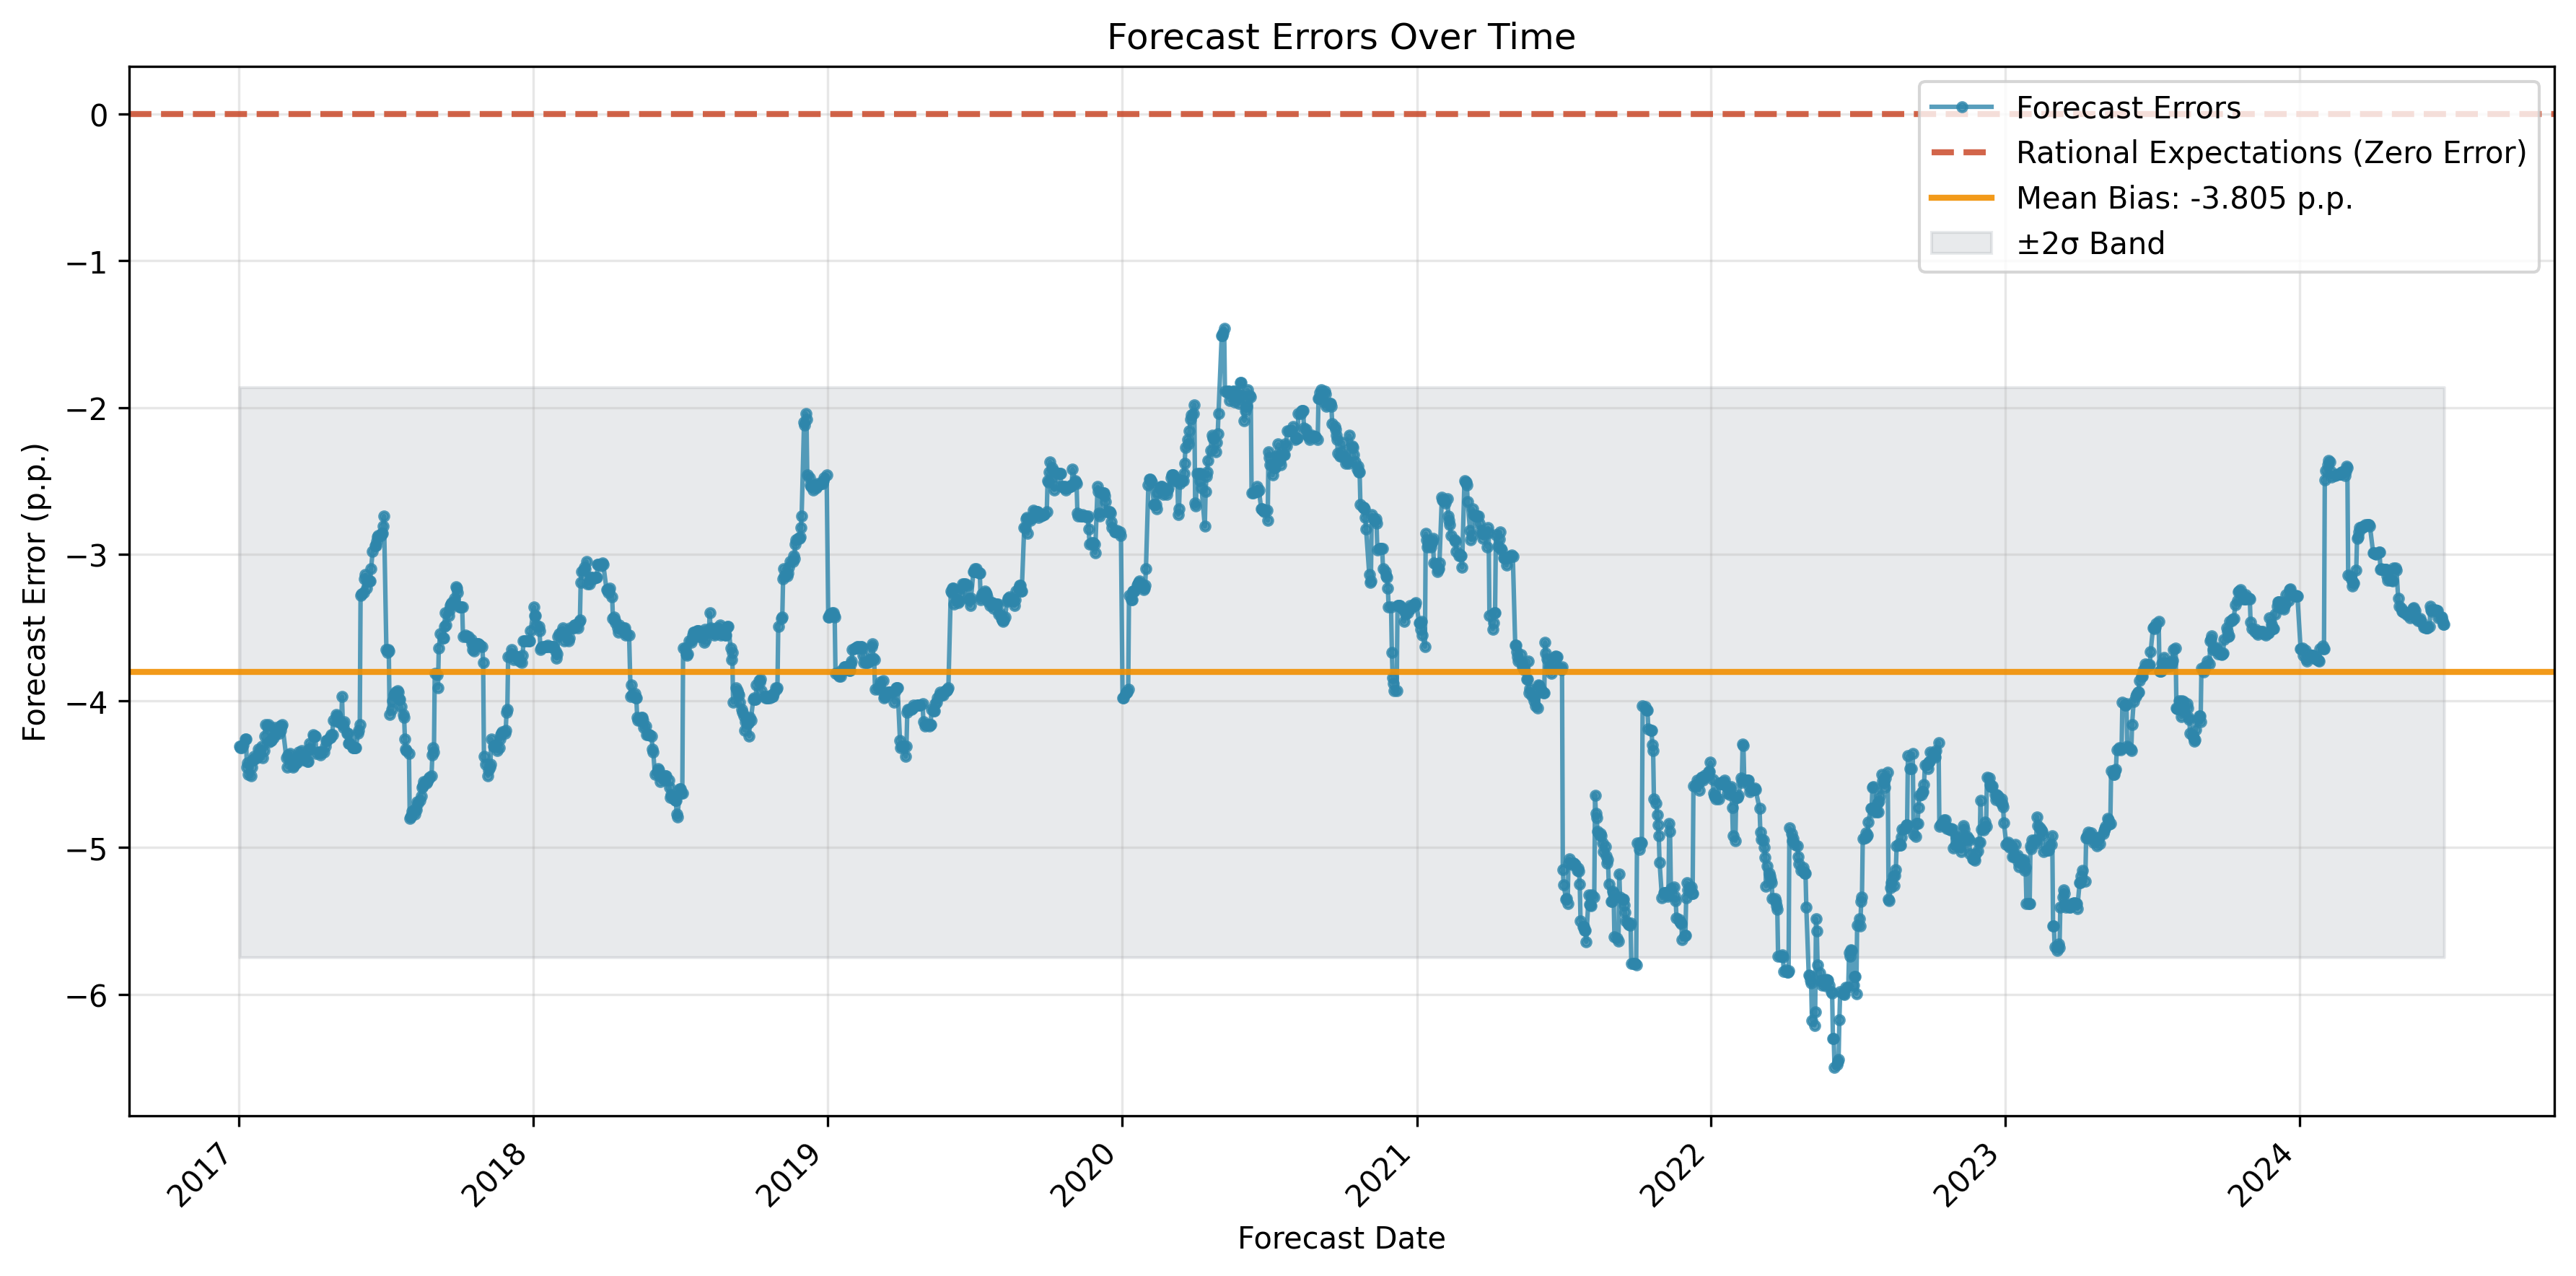 Forecast Errors Over Time
Forecast Errors
Rational Expectations (Zero Error)
Mean Bias: -3.805 p.p.
±2σ Band
Forecast Error (p.p.)
0
−1
−2
−3
−4
−5
−6
2017
2018
2019
2020
2021
2022
2023
2024
Forecast Date